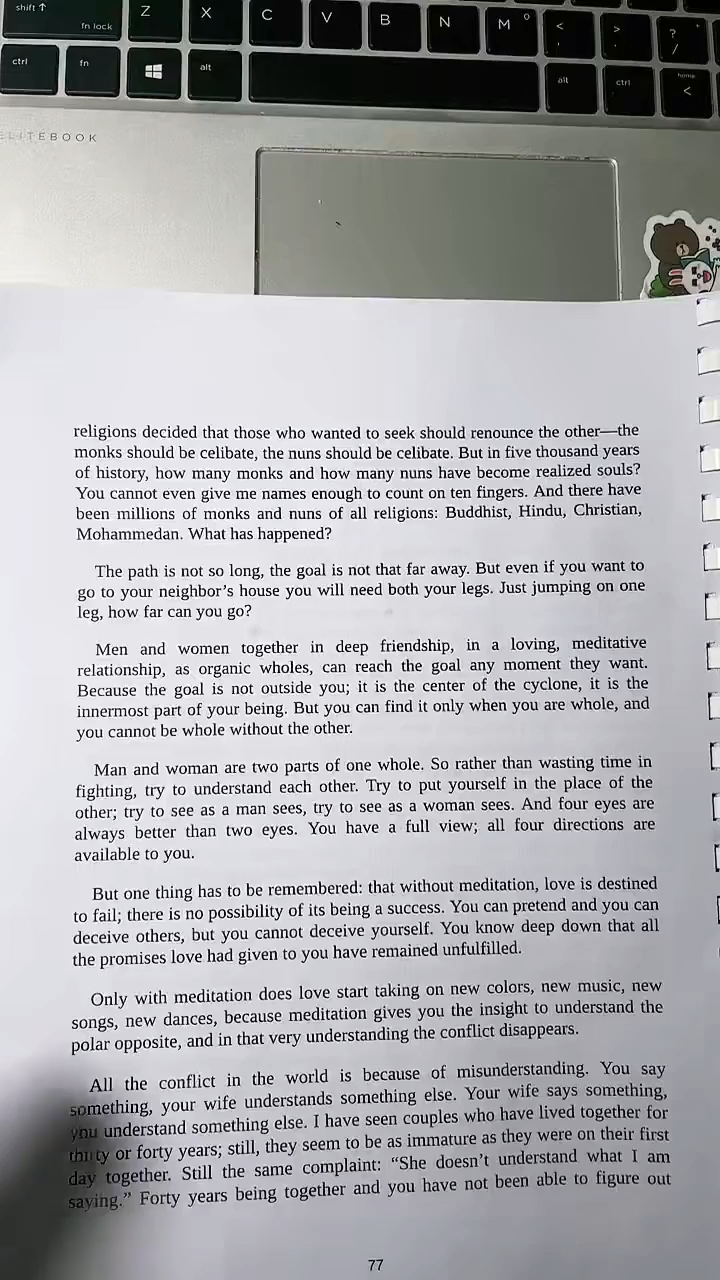 shift ↑
fn lock
Z X C V B N M < > ? /
ctrl fn alt alt ctrl home <
ELITEBOOK
religions decided that those who wanted to seek should renounce the other—the
monks should be celibate, the nuns should be celibate. But in five thousand years
of history, how many monks and how many nuns have become realized souls?
You cannot even give me names enough to count on ten fingers. And there have
been millions of monks and nuns of all religions: Buddhist, Hindu, Christian,
Mohammedan. What has happened?
The path is not so long, the goal is not that far away. But even if you want to
go to your neighbor's house you will need both your legs. Just jumping on one
leg, how far can you go?
Men and women together in deep friendship, in a loving, meditative
relationship, as organic wholes, can reach the goal any moment they want.
Because the goal is not outside you; it is the center of the cyclone, it is the
innermost part of your being. But you can find it only when you are whole, and
you cannot be whole without the other.
Man and woman are two parts of one whole. So rather than wasting time in
fighting, try to understand each other. Try to put yourself in the place of the
other; try to see as a man sees, try to see as a woman sees. And four eyes are
always better than two eyes. You have a full view; all four directions are
available to you.
But one thing has to be remembered: that without meditation, love is destined
to fail; there is no possibility of its being a success. You can pretend and you can
deceive others, but you cannot deceive yourself. You know deep down that all
the promises love had given to you have remained unfulfilled.
Only with meditation does love start taking on new colors, new music, new
songs, new dances, because meditation gives you the insight to understand the
polar opposite, and in that very understanding the conflict disappears.
All the conflict in the world is because of misunderstanding. You say
something, your wife understands something else. Your wife says something,
you understand something else. I have seen couples who have lived together for
thirty or forty years; still, they seem to be as immature as they were on their first
day together. Still the same complaint: "She doesn't understand what I am
saying." Forty years being together and you have not been able to figure out
77